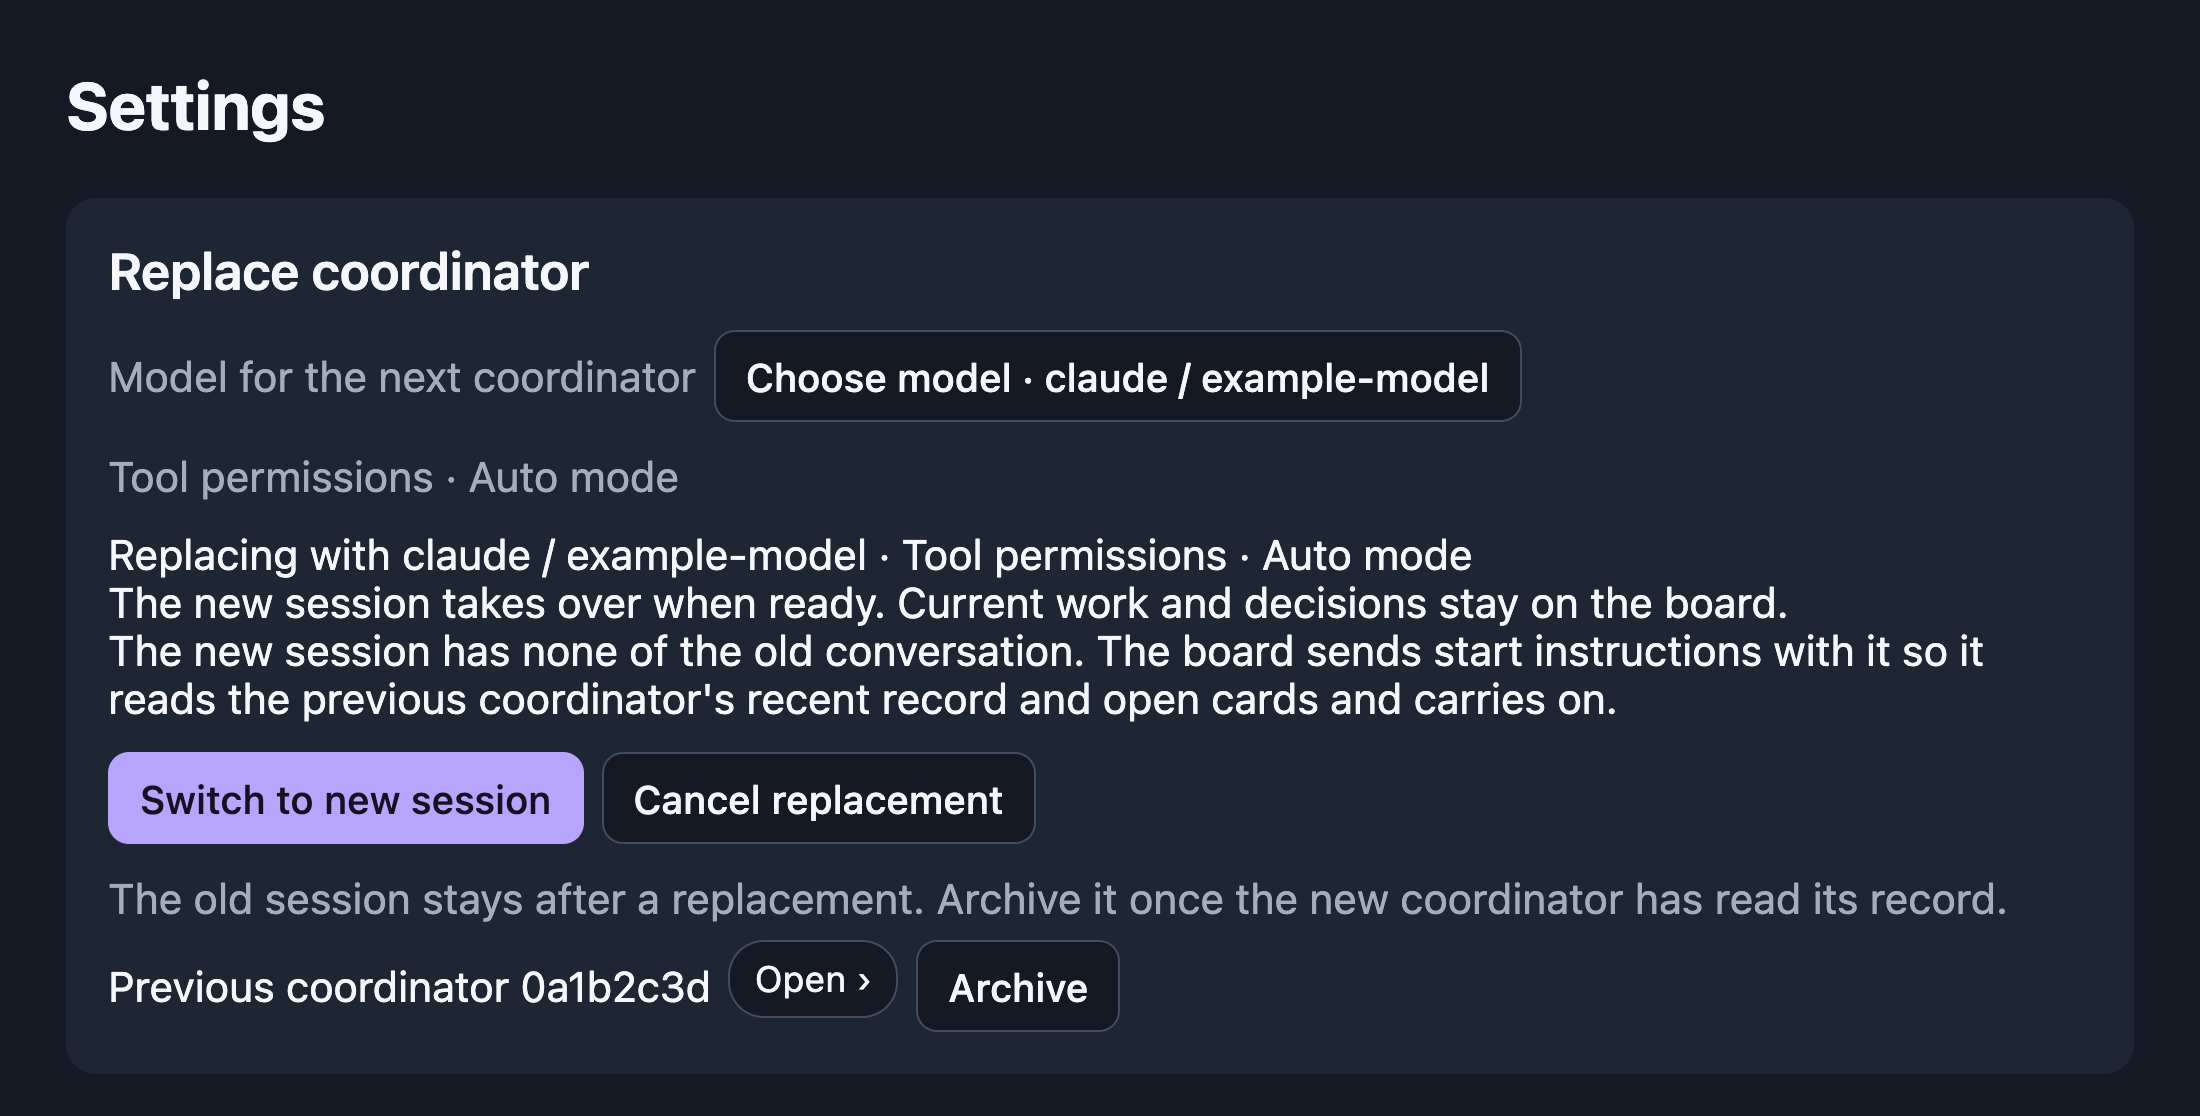 Settings
Replace coordinator
Model for the next coordinator Choose model · claude / example-model
Tool permissions · Auto mode
Replacing with claude / example-model · Tool permissions · Auto mode
The new session takes over when ready. Current work and decisions stay on the board.
The new session has none of the old conversation. The board sends start instructions with it so it
reads the previous coordinator's recent record and open cards and carries on.
Switch to new session Cancel replacement
The old session stays after a replacement. Archive it once the new coordinator has read its record.
Previous coordinator 0a1b2c3d Open › Archive